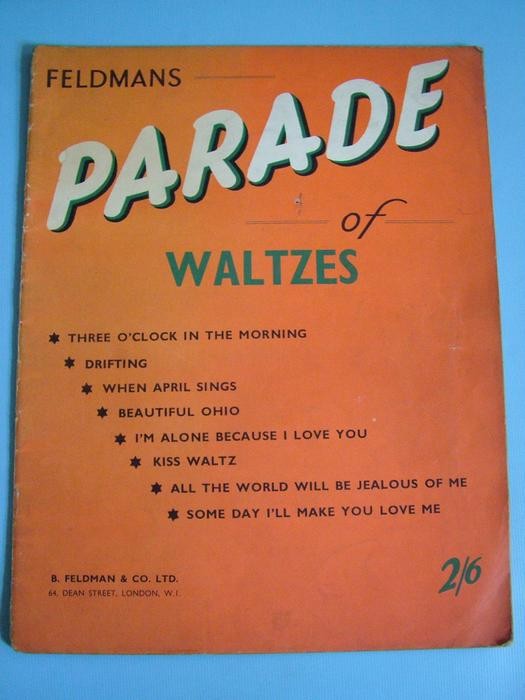 FELDMANS
PARADE
of
WALTZES
THREE O'CLOCK IN THE MORNING
DRIFTING
WHEN APRIL SINGS
BEAUTIFUL OHIO
I'M ALONE BECAUSE I LOVE YOU
KISS WALTZ
ALL THE WORLD WILL BE JEALOUS OF ME
SOME DAY I'LL MAKE YOU LOVE ME
B. FELDMAN & CO. LTD.
64, DEAN STREET, LONDON, W.I.
2/6